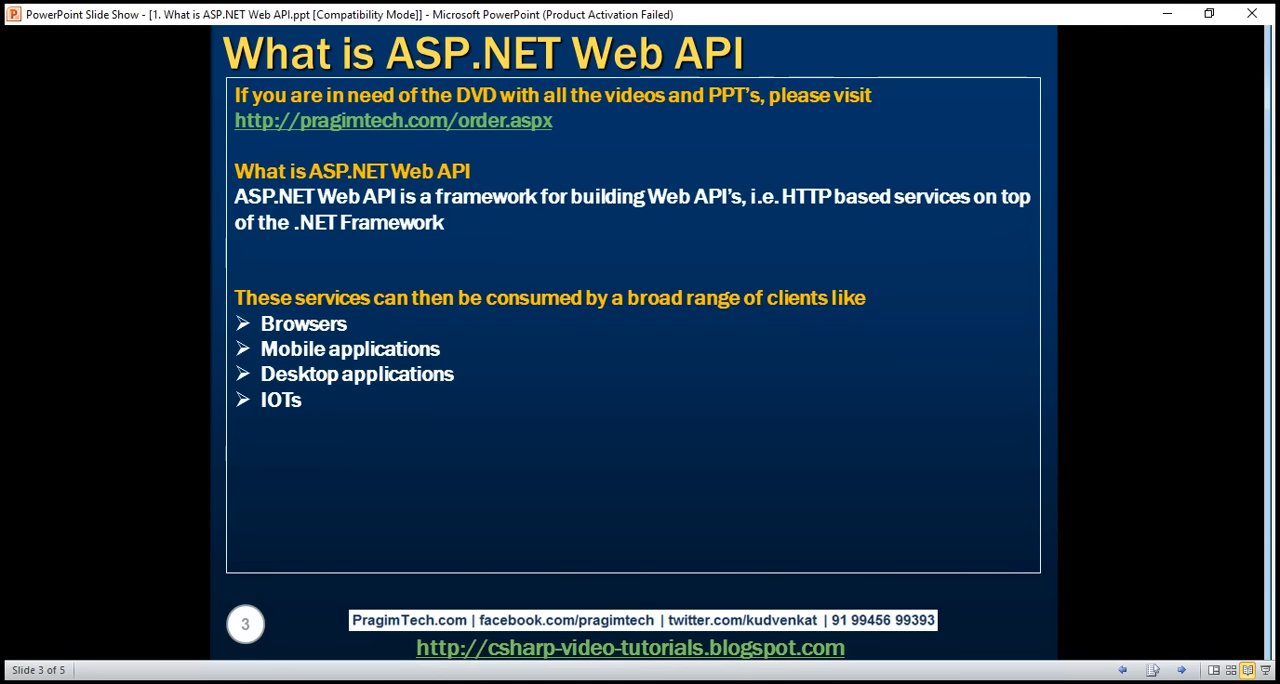 PowerPoint Slide Show - [1. What is ASP.NET Web API.ppt [Compatibility Mode]] - Microsoft PowerPoint (Product Activation Failed)
What is ASP.NET Web API
If you are in need of the DVD with all the videos and PPT's, please visit
http://pragimtech.com/order.aspx
What is ASP.NET Web API
ASP.NET Web API is a framework for building Web API's, i.e. HTTP based services on top
of the .NET Framework
These services can then be consumed by a broad range of clients like
Browsers
Mobile applications
Desktop applications
IOTs
3
PragimTech.com | facebook.com/pragimtech | twitter.com/kudvenkat | 91 99456 99393
http://csharp-video-tutorials.blogspot.com
Slide 3 of 5